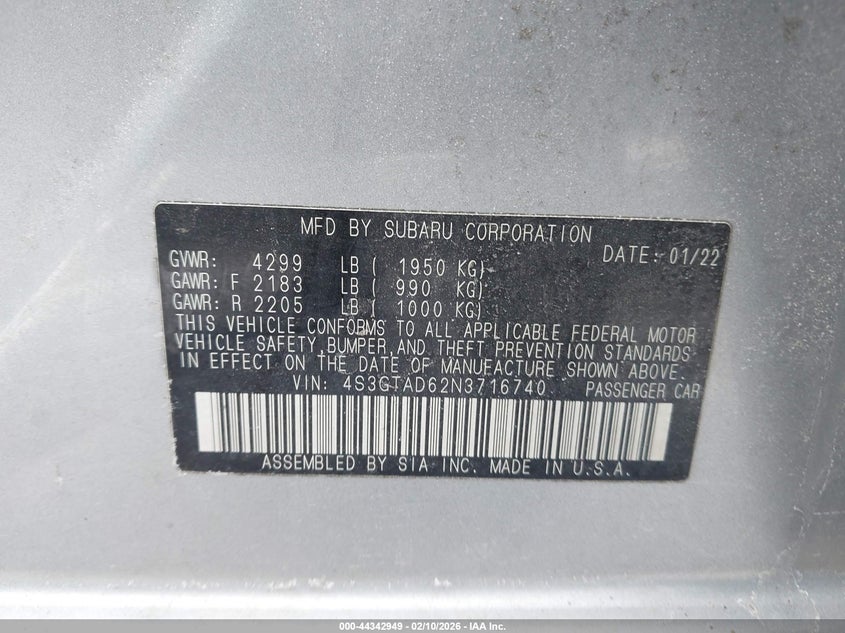 MFD BY SUBARU CORPORATION
DATE: 01/22
GVWR: 4299 LB ( 1950 KG)
GAWR: F 2183 LB ( 990 KG)
GAWR: R 2205 LB ( 1000 KG)
THIS VEHICLE CONFORMS TO ALL APPLICABLE FEDERAL MOTOR
VEHICLE SAFETY, BUMPER, AND THEFT PREVENTION STANDARDS
IN EFFECT ON THE DATE OF MANUFACTURE SHOWN ABOVE.
VIN: 4S3GTAD62N3716740 PASSENGER CAR
ASSEMBLED BY SIA INC. MADE IN U.S.A.
000-44342949 — 02/10/2026 — IAA Inc.